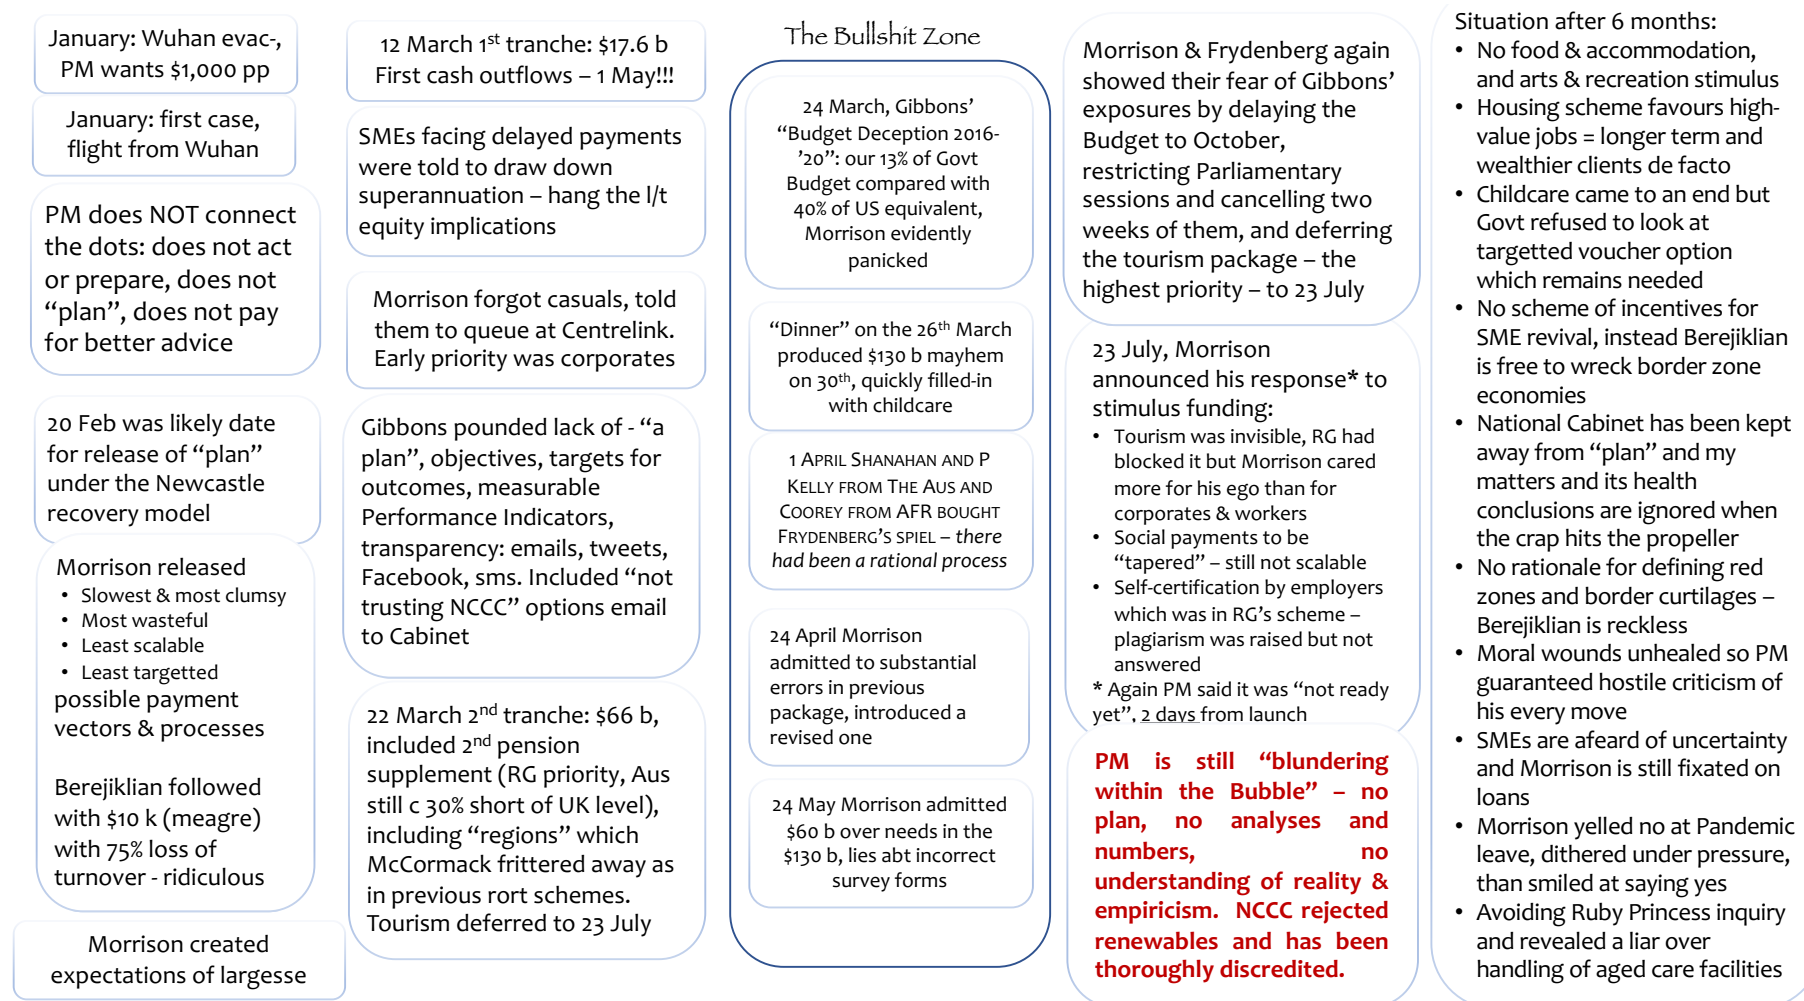 January: Wuhan evac-,
PM wants $1,000 pp
January: first case,
flight from Wuhan
PM does NOT connect
the dots: does not act
or prepare, does not
“plan”, does not pay
for better advice
20 Feb was likely date
for release of “plan”
under the Newcastle
recovery model
Morrison released
• Slowest & most clumsy
• Most wasteful
• Least scalable
• Least targetted
possible payment
vectors & processes
Berejiklian followed
with $10 k (meagre)
with 75% loss of
turnover - ridiculous
Morrison created
expectations of largesse
12 March 1st tranche: $17.6 b
First cash outflows – 1 May!!!
SMEs facing delayed payments
were told to draw down
superannuation – hang the l/t
equity implications
Morrison forgot casuals, told
them to queue at Centrelink.
Early priority was corporates
Gibbons pounded lack of - “a
plan”, objectives, targets for
outcomes, measurable
Performance Indicators,
transparency: emails, tweets,
Facebook, sms. Included “not
trusting NCCC” options email
to Cabinet
22 March 2nd tranche: $66 b,
included 2nd pension
supplement (RG priority, Aus
still c 30% short of UK level),
including “regions” which
McCormack frittered away as
in previous rort schemes.
Tourism deferred to 23 July
The Bullshit Zone
24 March, Gibbons’
“Budget Deception 2016-
’20”: our 13% of Govt
Budget compared with
40% of US equivalent,
Morrison evidently
panicked
“Dinner” on the 26th March
produced $130 b mayhem
on 30th, quickly filled-in
with childcare
1 APRIL SHANAHAN AND P
KELLY FROM THE AUS AND
COOREY FROM AFR BOUGHT
FRYDENBERG’S SPIEL – there
had been a rational process
24 April Morrison
admitted to substantial
errors in previous
package, introduced a
revised one
24 May Morrison admitted
$60 b over needs in the
$130 b, lies abt incorrect
survey forms
Morrison & Frydenberg again
showed their fear of Gibbons’
exposures by delaying the
Budget to October,
restricting Parliamentary
sessions and cancelling two
weeks of them, and deferring
the tourism package – the
highest priority – to 23 July
23 July, Morrison
announced his response* to
stimulus funding:
• Tourism was invisible, RG had
blocked it but Morrison cared
more for his ego than for
corporates & workers
• Social payments to be
“tapered” – still not scalable
• Self-certification by employers
which was in RG’s scheme –
plagiarism was raised but not
answered
* Again PM said it was “not ready
yet”, 2 days from launch
PM is still “blundering
within the Bubble” – no
plan, no analyses and
numbers, no
understanding of reality &
empiricism. NCCC rejected
renewables and has been
thoroughly discredited.
Situation after 6 months:
• No food & accommodation,
and arts & recreation stimulus
• Housing scheme favours high-
value jobs = longer term and
wealthier clients de facto
• Childcare came to an end but
Govt refused to look at
targetted voucher option
which remains needed
• No scheme of incentives for
SME revival, instead Berejiklian
is free to wreck border zone
economies
• National Cabinet has been kept
away from “plan” and my
matters and its health
conclusions are ignored when
the crap hits the propeller
• No rationale for defining red
zones and border curtilages –
Berejiklian is reckless
• Moral wounds unhealed so PM
guaranteed hostile criticism of
his every move
• SMEs are afeard of uncertainty
and Morrison is still fixated on
loans
• Morrison yelled no at Pandemic
leave, dithered under pressure,
than smiled at saying yes
• Avoiding Ruby Princess inquiry
and revealed a liar over
handling of aged care facilities